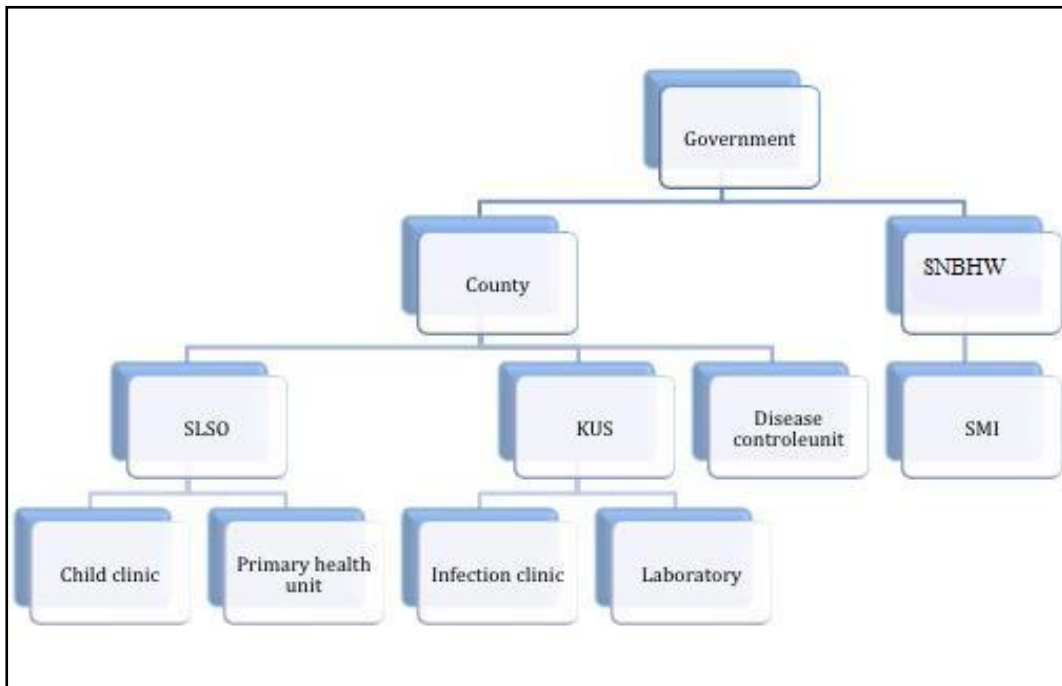 Government
County
SNBHW
SLSO
KUS
Disease
controleunit
SMI
Child clinic
Primary health
unit
Infection clinic
Laboratory